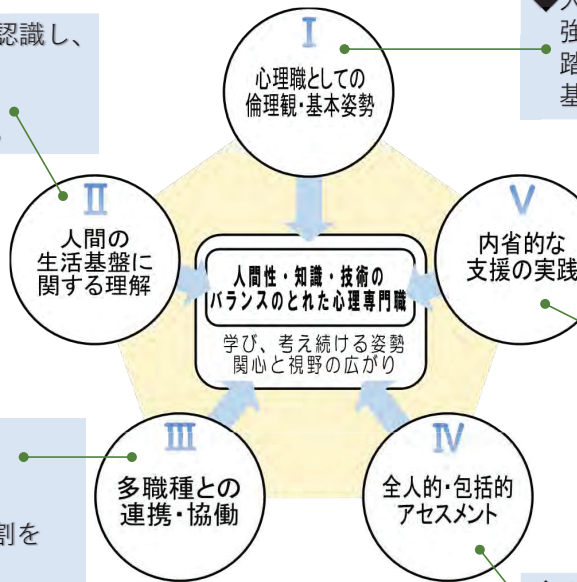 認識し、
◆人
強
踏
基
Ⅰ
心理職としての
倫理観・基本姿勢
Ⅱ
人間の
生活基盤に
関する理解
Ⅴ
内省的な
支援の実践
人間性・知識・技術の
バランスのとれた心理専門職
学び、考え続ける姿勢
関心と視野の広がり
Ⅲ
多職種との
連携・協働
Ⅳ
全人的・包括的
アセスメント
割を